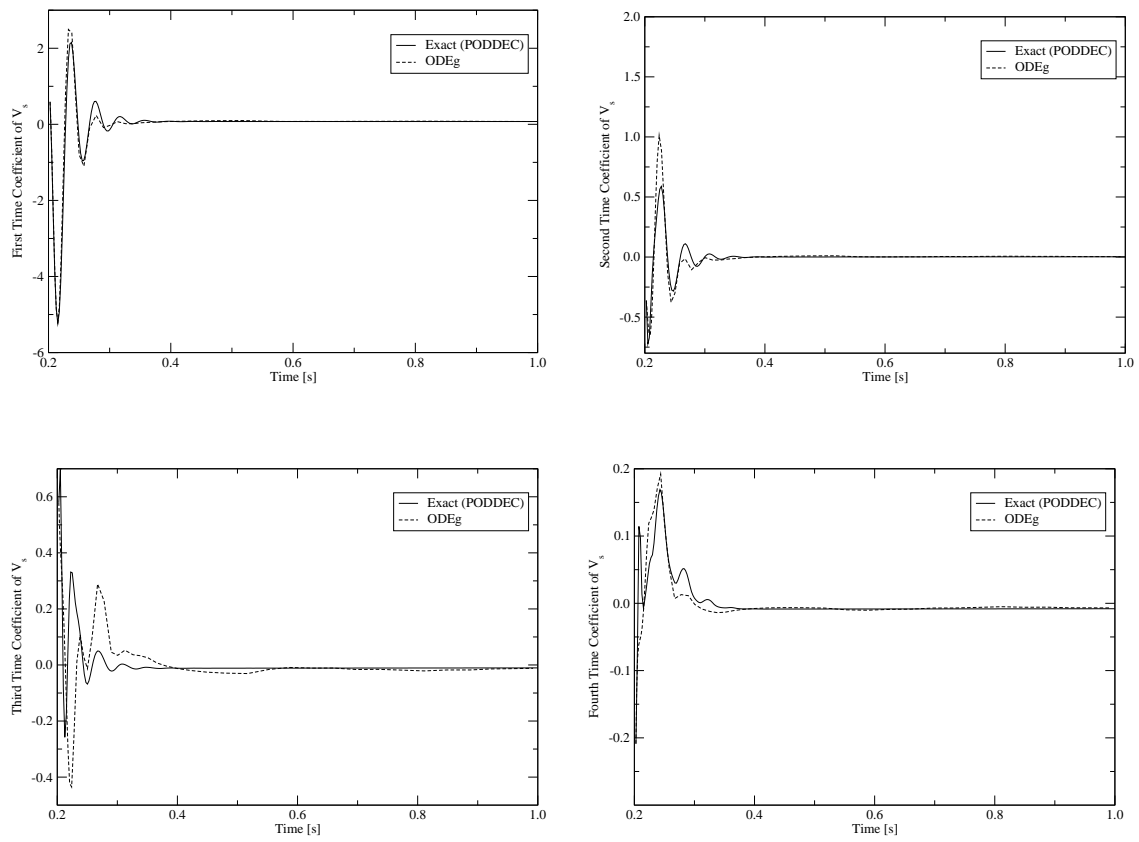 First Time Coefficient of Vs
2
0
-2
-4
-6
Exact (PODDEC)
ODEg
0.2
0.4
0.6
0.8
1.0
Time [s]
Second Time Coefficient of Vs
2.0
1.5
1.0
0.5
0.0
-0.5
Exact (PODDEC)
ODEg
0.2
0.4
0.6
0.8
1.0
Time [s]
Third Time Coefficient of Vs
0.6
0.4
0.2
0.0
-0.2
-0.4
Exact (PODDEC)
ODEg
0.2
0.4
0.6
0.8
1.0
Time [s]
Fourth Time Coefficient of Vs
0.2
0.1
0.0
-0.1
-0.2
Exact (PODDEC)
ODEg
0.2
0.4
0.6
0.8
1.0
Time [s]